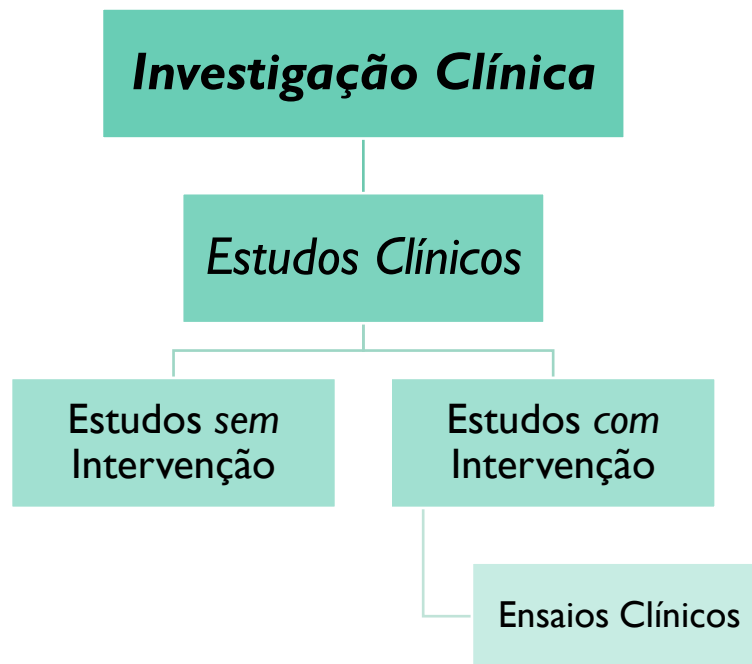 Investigação Clínica
Estudos Clínicos
Estudos sem
Intervenção
Estudos com
Intervenção
Ensaios Clínicos